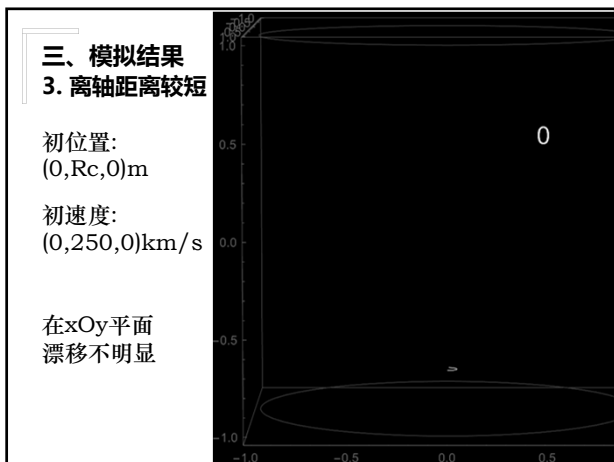 三、模拟结果
3. 离轴距离较短
初位置:
(0,Rc,0)m
初速度:
(0,250,0)km/s
在xOy平面
漂移不明显
1.0
0.5
0
0.0
-0.5
-1.0
-1.0
-0.5
0.0
0.5